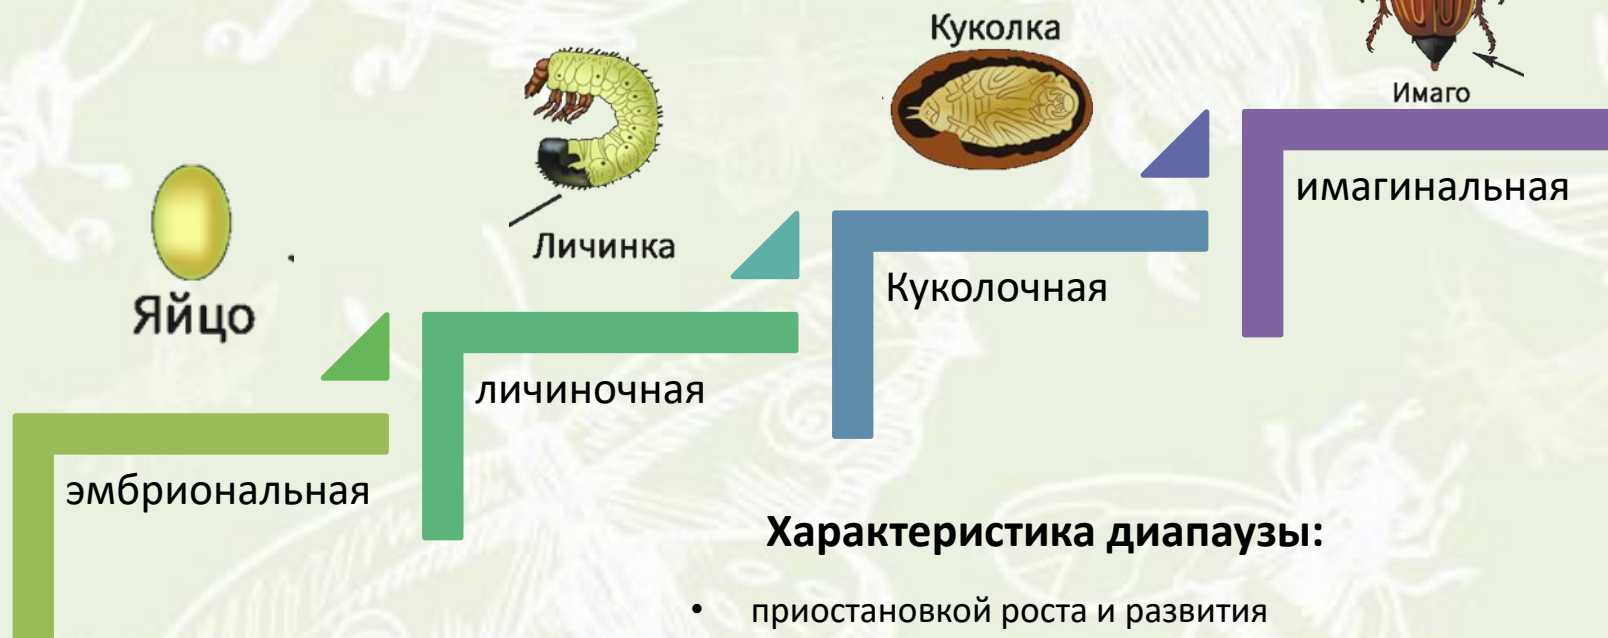 Куколка
Имаго
имагинальная
Личинка
Куколочная
Яйцо
личиночная
эмбриональная
Характеристика диапаузы:
• приостановкой роста и развития